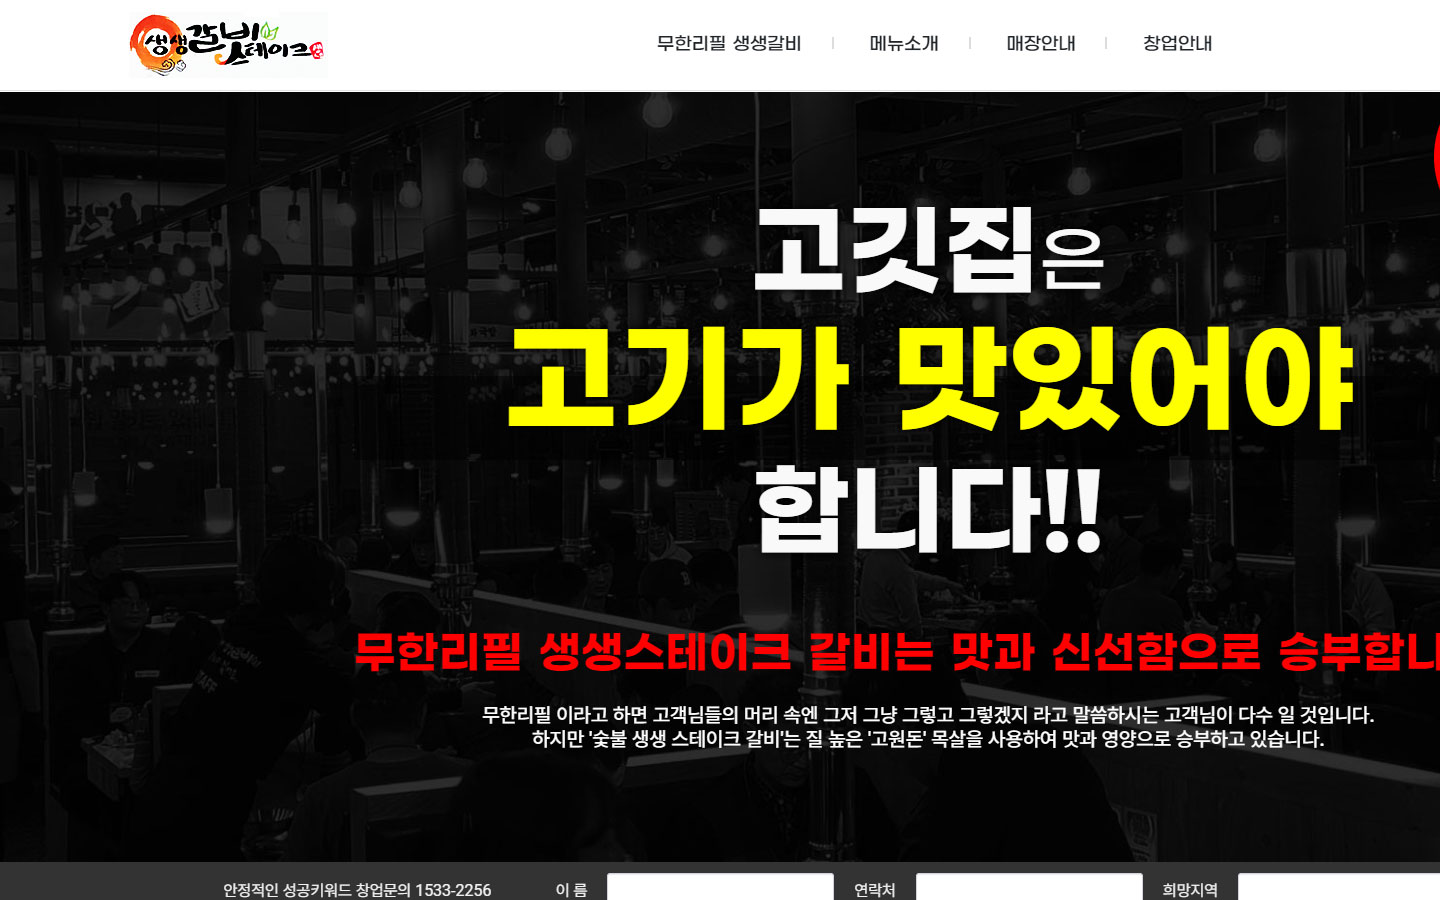 생생갈비
스테이크
무한리필 생생갈비
메뉴소개
매장안내
창업안내
고깃집은
고기가 맛있어야
합니다!!
무한리필 생생스테이크 갈비는 맛과 신선함으로 승부합니
무한리필 이라고 하면 고객님들의 머리 속엔 그저 그냥 그렇고 그렇겠지 라고 말씀하시는 고객님이 다수 일 것입니다.
하지만 '숯불 생생 스테이크 갈비'는 질 높은 '고원돈' 목살을 사용하여 맛과 영양으로 승부하고 있습니다.
안정적인 성공키워드 창업문의 1533-2256
이 름
연락처
희망지역